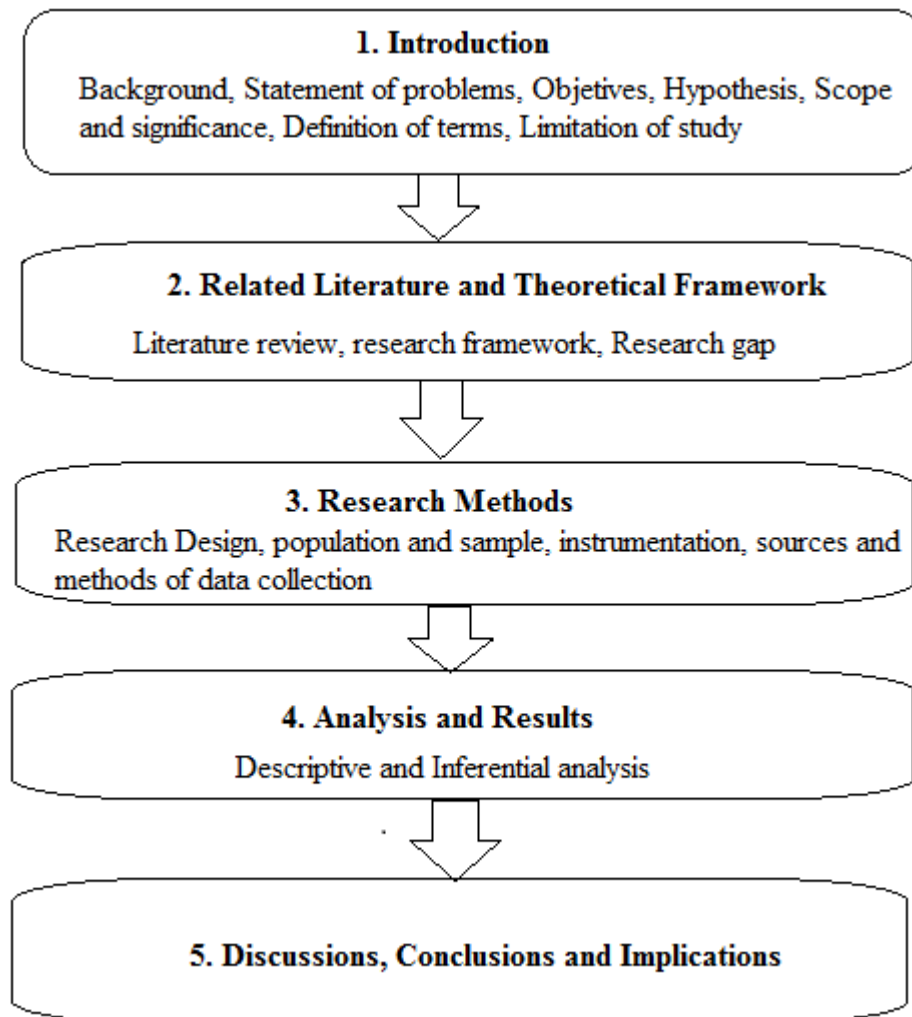 1. Introduction
Background, Statement of problems, Objetives, Hypothesis, Scope
and significance, Definition of terms, Limitation of study
2. Related Literature and Theoretical Framework
Literature review, research framework, Research gap
3. Research Methods
Research Design, population and sample, instrumentation, sources and
methods of data collection
4. Analysis and Results
Descriptive and Inferential analysis
5. Discussions, Conclusions and Implications